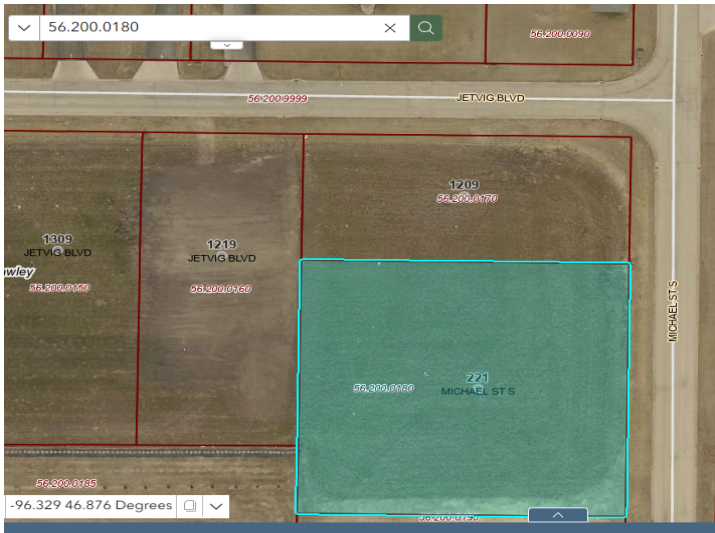 56.200.0180
56.200.0090
56.200.9999
JETVIG BLVD
1209
56.200.0170
1309
JETVIG BLVD
1219
JETVIG BLVD
wley
56.200.0150
56.200.0160
MICHAEL ST S
221
56.200.0180
MICHAEL ST S
56.200.0185
-96.329 46.876 Degrees